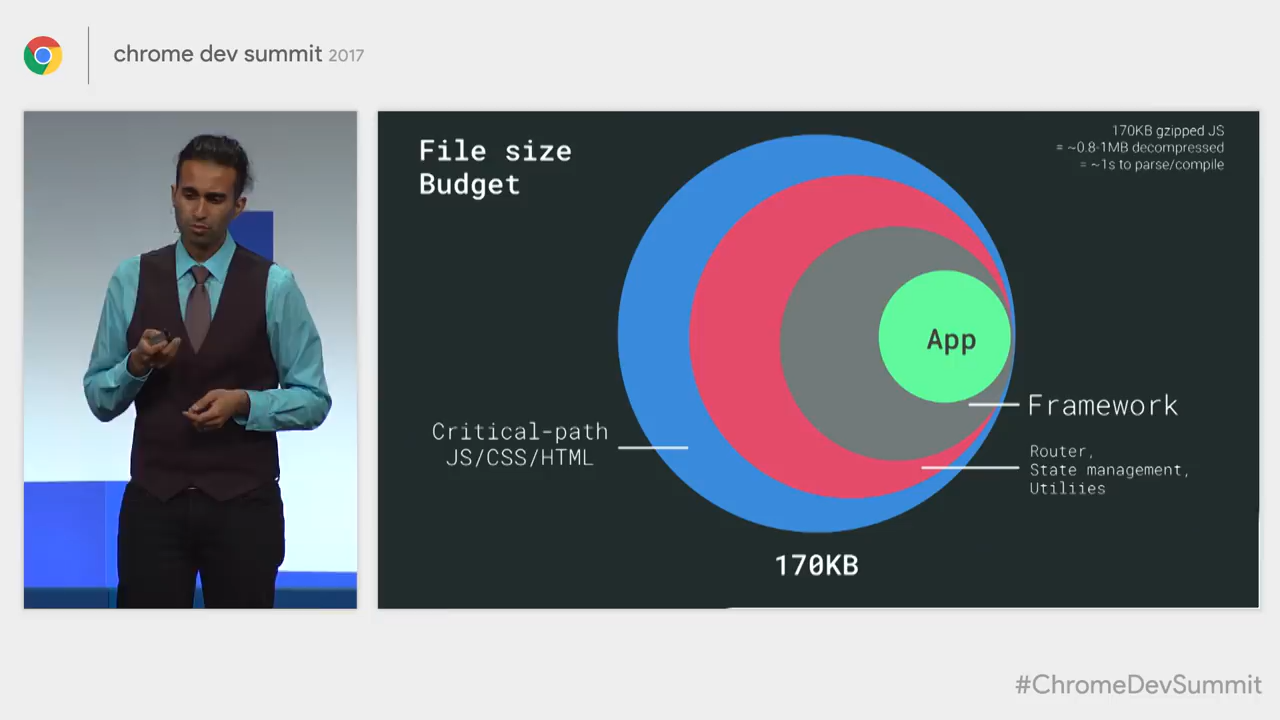 chrome dev summit 2017
File size
Budget
170KB gzipped JS
= ~0.8-1MB decompressed
= ~1s to parse/compile
App
Framework
Critical-path
JS/CSS/HTML
Router,
State management,
Utiliies
170KB
#ChromeDevSummit